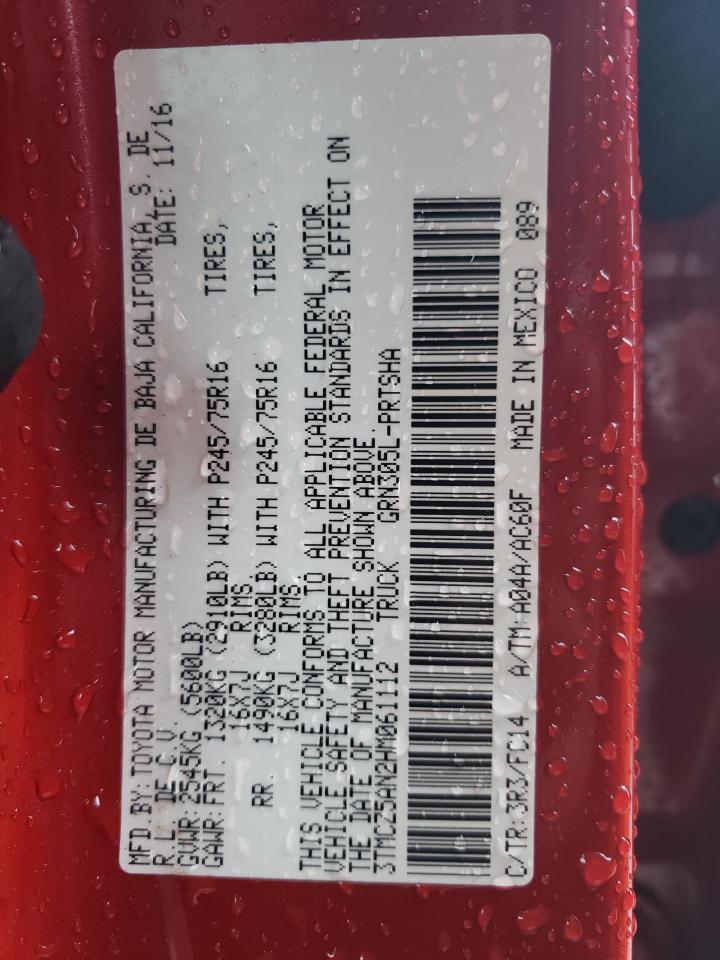 MFD. BY: TOYOTA MOTOR MANUFACTURING DE BAJA CALIFORNIA, S. DE
R. L. DE C.V. DATE: 11/16
GVWR: 2545KG (5600LB)
GAWR: FRT. 1320KG (2910LB) WITH P245/75R16 TIRES,
16X7J RIMS.
RR. 1490KG (3280LB) WITH P245/75R16 TIRES,
16X7J RIMS.
THIS VEHICLE CONFORMS TO ALL APPLICABLE FEDERAL MOTOR
VEHICLE SAFETY AND THEFT PREVENTION STANDARDS IN EFFECT ON
THE DATE OF MANUFACTURE SHOWN ABOVE.
3TMCZ5AN2HM061112 TRUCK GRN305L-PRTSHA
C/TR: 3R3/FC14 A/TM: A04A/AC60F MADE IN MEXICO 089